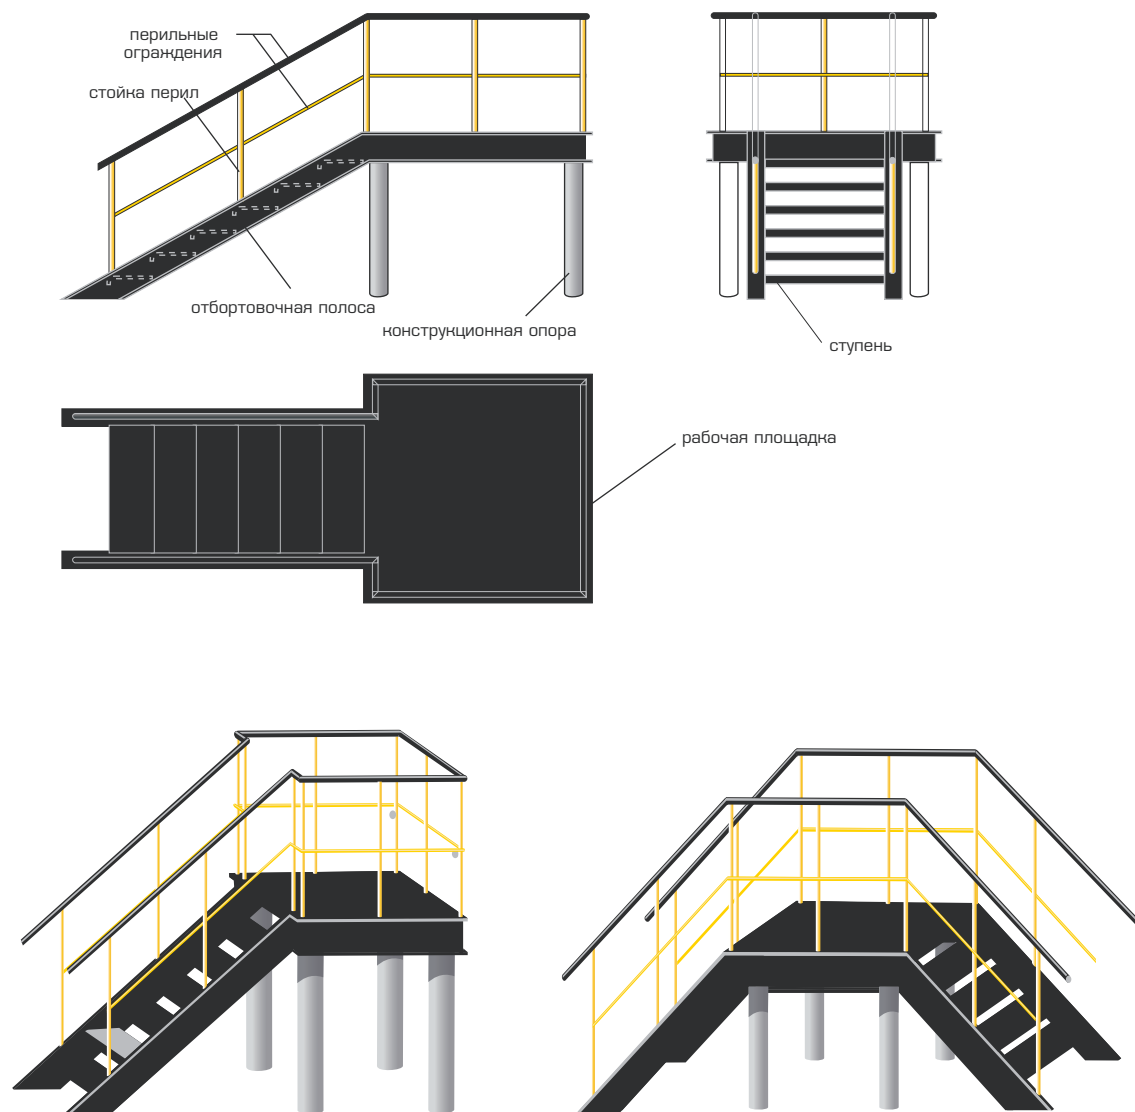 перильные
ограждения
стойка перил
отбортовочная полоса
конструкционная опора
ступень
рабочая площадка